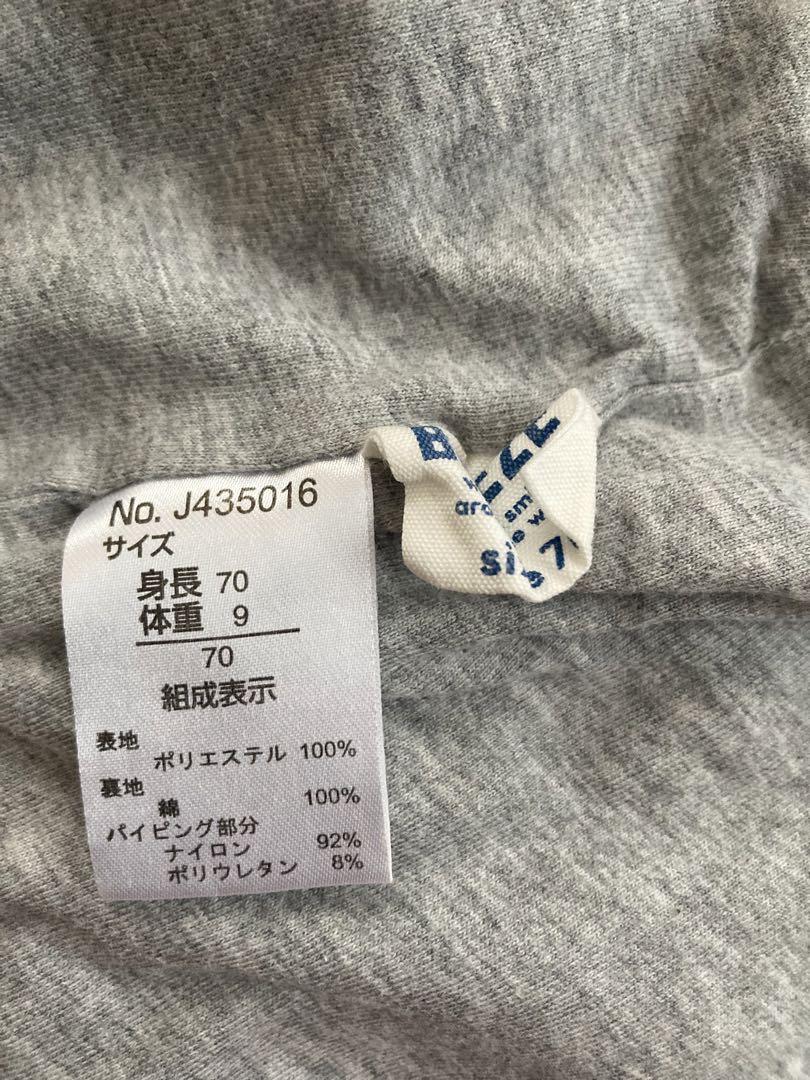 No. J435016
サイズ
身長 70
体重 9
70
組成表示
表地
ポリエステル 100%
裏地
綿 100%
パイピング部分
ナイロン 92%
ポリウレタン 8%
B